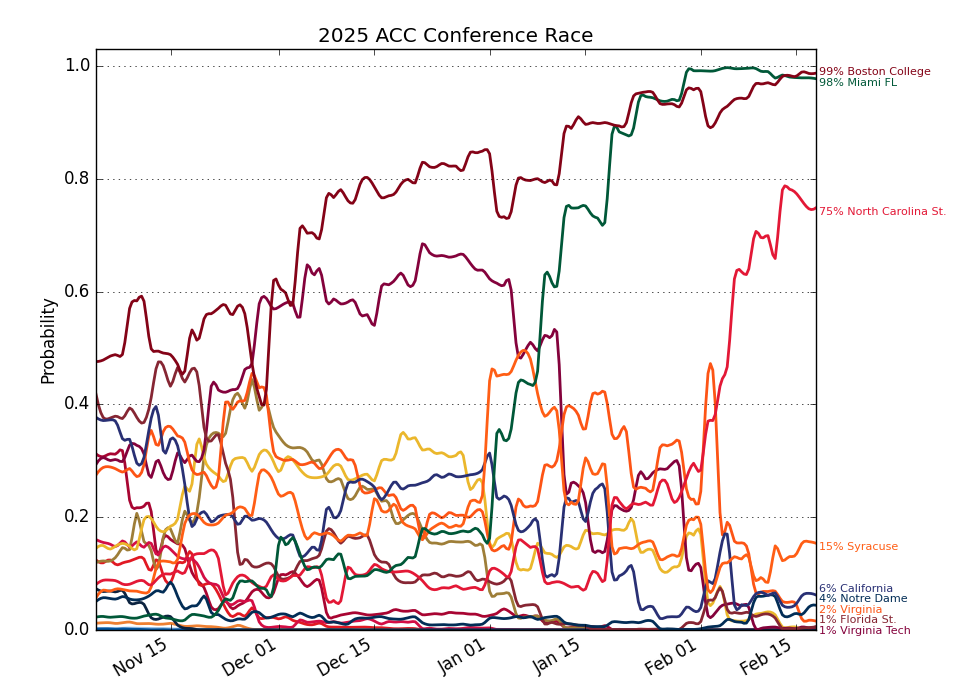 2025 ACC Conference Race
Probability
1.0
0.8
0.6
0.4
0.2
0.0
Nov 15
Dec 01
Dec 15
Jan 01
Jan 15
Feb 01
Feb 15
99% Boston College
98% Miami FL
75% North Carolina St.
15% Syracuse
6% California
4% Notre Dame
2% Virginia
1% Florida St.
1% Virginia Tech